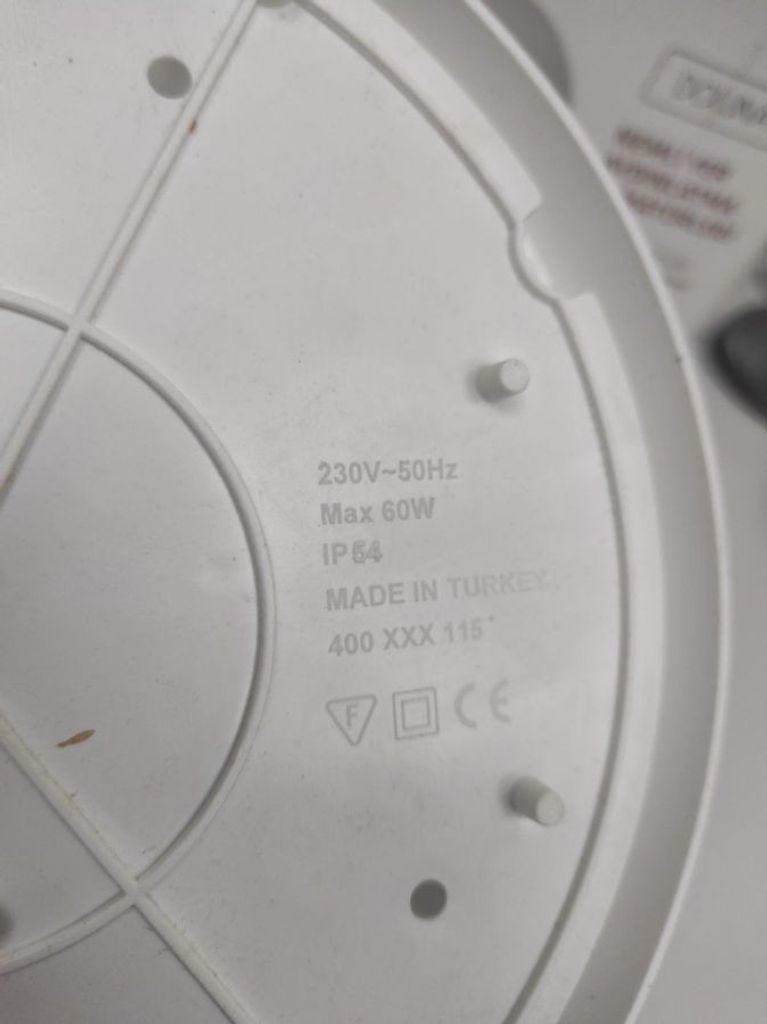 230V~50Hz
Max 60W
IP54
MADE IN TURKEY
400 XXX 115
F
CE